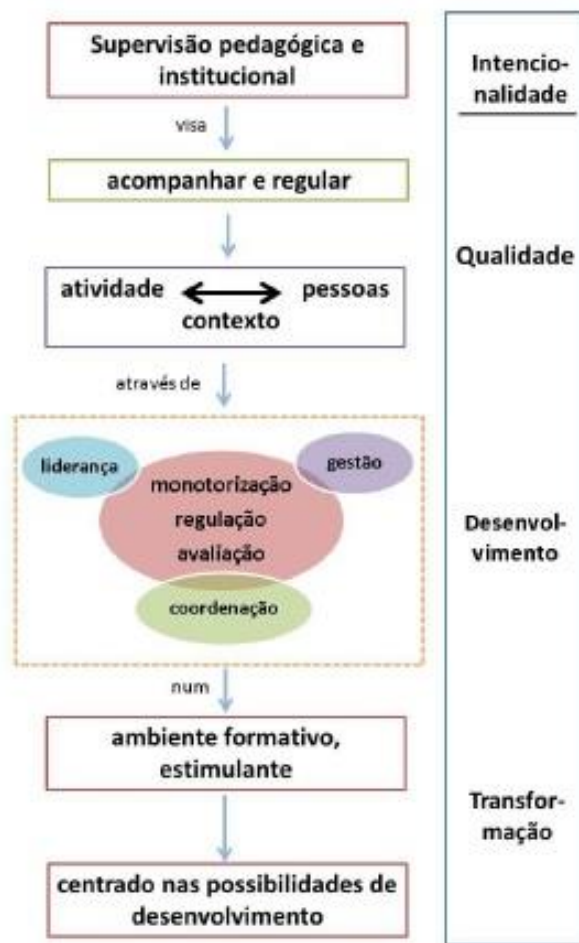 Supervisão pedagógica e
institucional
visa
acompanhar e regular
atividade pessoas
contexto
através de
liderança
gestão
monotorização
regulação
avaliação
coordenação
num
ambiente formativo,
estimulante
centrado nas possibilidades de
desenvolvimento
Intencio-
nalidade
Qualidade
Desenvol-
vimento
Transfor-
mação